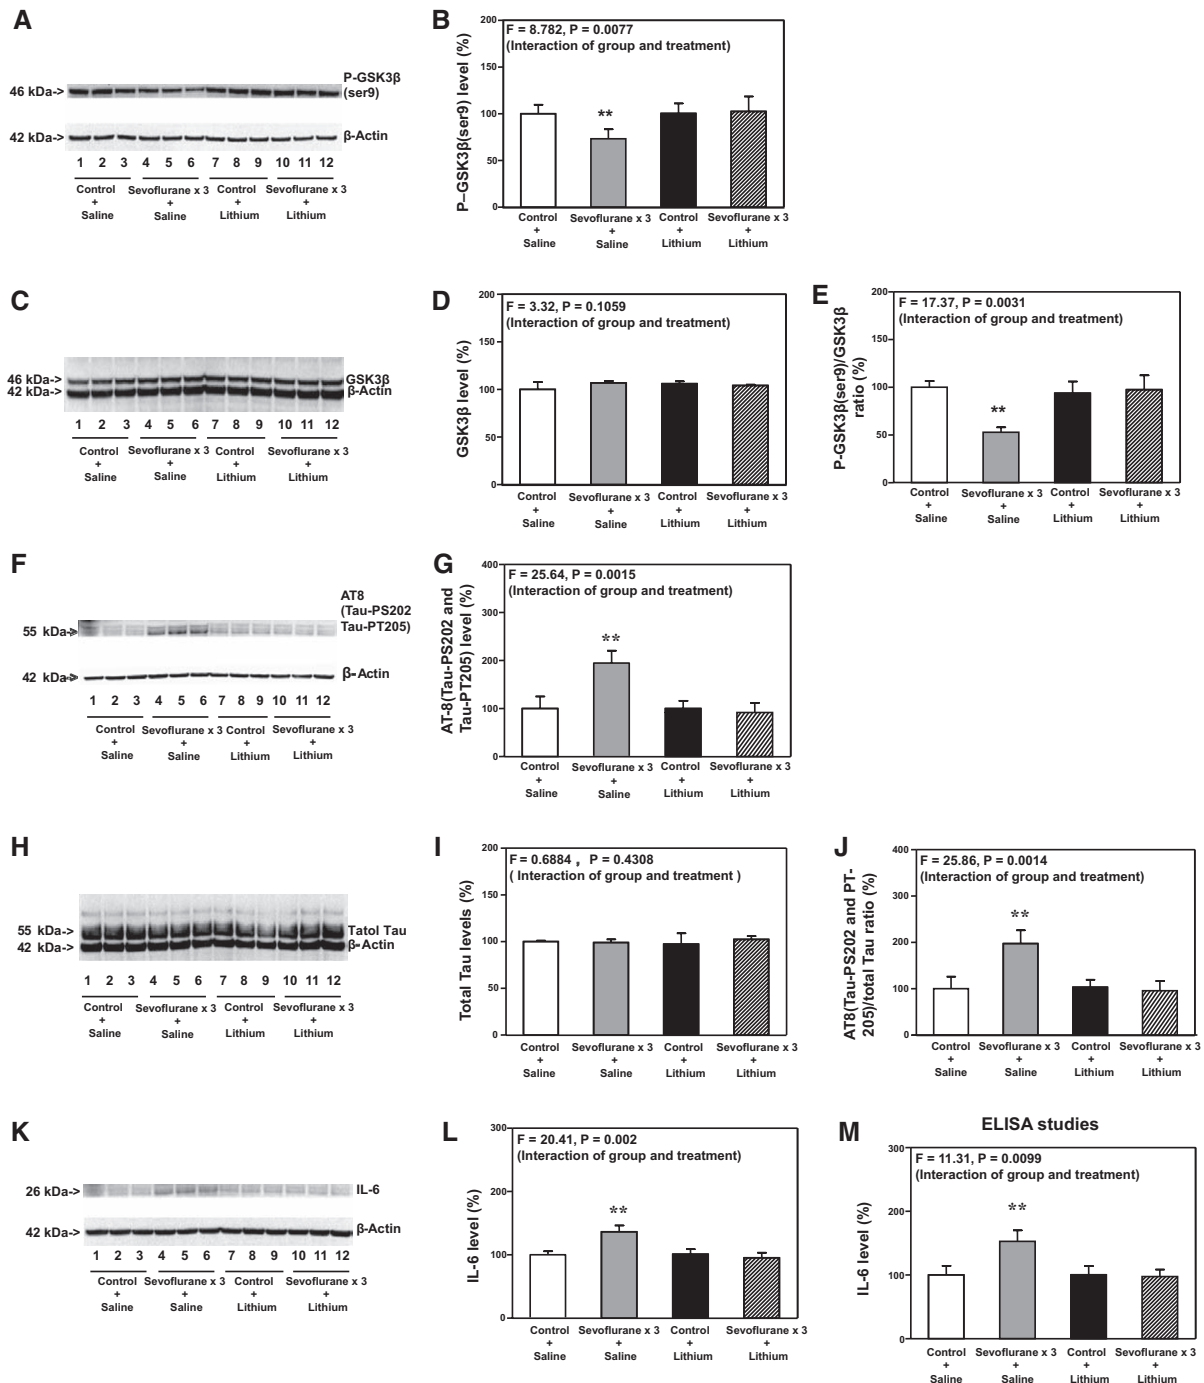 A
46 kDa->
P-GSK3β
(ser9)
42 kDa->
β-Actin
1 2 3 4 5 6 7 8 9 10 11 12
Control Sevoflurane x 3 Control Sevoflurane x 3
+ + + +
Saline Saline Lithium Lithium
B
P–GSK3β(ser9) level (%)
F = 8.782, P = 0.0077
(Interaction of group and treatment)
200
150
100
50
0
**
Control Sevoflurane x 3 Control Sevoflurane x 3
+ + + +
Saline Saline Lithium Lithium
C
46 kDa->
GSK3β
42 kDa->
β-Actin
1 2 3 4 5 6 7 8 9 10 11 12
Control Sevoflurane x 3 Control Sevoflurane x 3
+ + + +
Saline Saline Lithium Lithium
D
GSK3β level (%)
F = 3.32, P = 0.1059
(Interaction of group and treatment)
200
150
100
50
0
Control Sevoflurane x 3 Control Sevoflurane x 3
+ + + +
Saline Saline Lithium Lithium
E
P-GSK3β(ser9)/GSK3β
ratio (%)
F = 17.37, P = 0.0031
(Interaction of group and treatment)
200
150
100
50
0
**
Control Sevoflurane x 3 Control Sevoflurane x 3
+ + + +
Saline Saline Lithium Lithium
F
AT8
(Tau-PS202
Tau-PT205)
55 kDa->
42 kDa->
β-Actin
1 2 3 4 5 6 7 8 9 10 11 12
Control Sevoflurane x 3 Control Sevoflurane x 3
+ + + +
Saline Saline Lithium Lithium
G
AT-8(Tau-PS202 and
Tau-PT205) level (%)
F = 25.64, P = 0.0015
(Interaction of group and treatment)
400
300
200
100
0
**
Control Sevoflurane x 3 Control Sevoflurane x 3
+ + + +
Saline Saline Lithium Lithium
H
55 kDa->
Tatol Tau
42 kDa->
β-Actin
1 2 3 4 5 6 7 8 9 10 11 12
Control Sevoflurane x 3 Control Sevoflurane x 3
+ + + +
Saline Saline Lithium Lithium
I
Total Tau levels (%)
F = 0.6884 , P = 0.4308
( Interaction of group and treatment )
200
150
100
50
0
Control Sevoflurane x 3 Control Sevoflurane x 3
+ + + +
Saline Saline Lithium Lithium
J
AT8(Tau-PS202 and PT-
205)/total Tau ratio (%)
F = 25.86, P = 0.0014
(Interaction of group and treatment)
400
300
200
100
0
**
Control Sevoflurane x 3 Control Sevoflurane x 3
+ + + +
Saline Saline Lithium Lithium
K
26 kDa->
IL-6
42 kDa->
β-Actin
1 2 3 4 5 6 7 8 9 10 11 12
Control Sevoflurane x 3 Control Sevoflurane x 3
+ + + +
Saline Saline Lithium Lithium
L
IL-6 level (%)
F = 20.41, P = 0.002
(Interaction of group and treatment)
300
200
100
0
**
Control Sevoflurane x 3 Control Sevoflurane x 3
+ + + +
Saline Saline Lithium Lithium
M
ELISA studies
IL-6 level (%)
F = 11.31, P = 0.0099
(Interaction of group and treatment)
300
200
100
0
**
Control Sevoflurane x 3 Control Sevoflurane x 3
+ + + +
Saline Saline Lithium Lithium